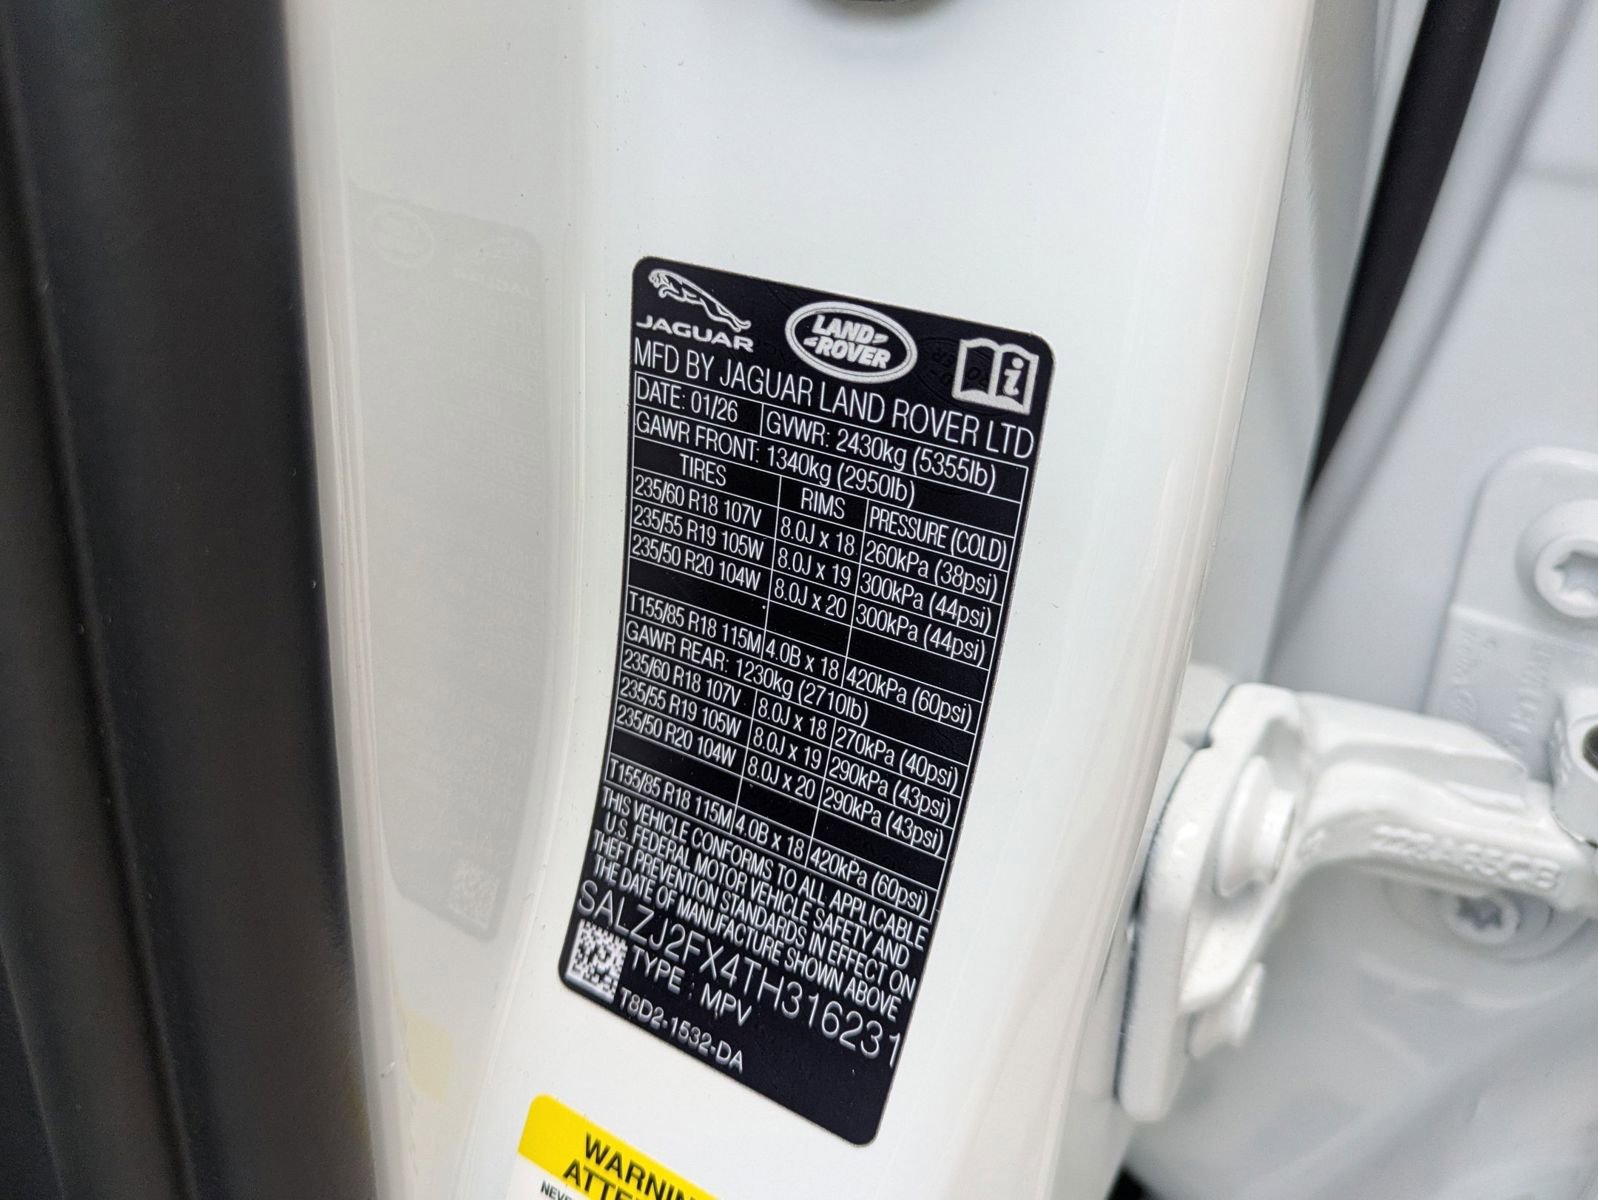 JAGUAR
LAND ROVER
i
MFD BY JAGUAR LAND ROVER LTD
DATE: 01/26 GVWR: 2430kg (5355lb)
GAWR FRONT: 1340kg (2950lb)
TIRES RIMS PRESSURE (COLD)
235/60 R18 107V 8.0J x 18 260kPa (38psi)
235/55 R19 105W 8.0J x 19 300kPa (44psi)
235/50 R20 104W 8.0J x 20 300kPa (44psi)
T155/85 R18 115M 4.0B x 18 420kPa (60psi)
GAWR REAR: 1230kg (2710lb)
235/60 R18 107V 8.0J x 18 270kPa (40psi)
235/55 R19 105W 8.0J x 19 290kPa (43psi)
235/50 R20 104W 8.0J x 20 290kPa (43psi)
T155/85 R18 115M 4.0B x 18 420kPa (60psi)
THIS VEHICLE CONFORMS TO ALL APPLICABLE
U.S. FEDERAL MOTOR VEHICLE SAFETY AND
THEFT PREVENTION STANDARDS IN EFFECT ON
THE DATE OF MANUFACTURE SHOWN ABOVE
SALZJ2FX4TH316231
TYPE : MPV
T8D2-1532-DA